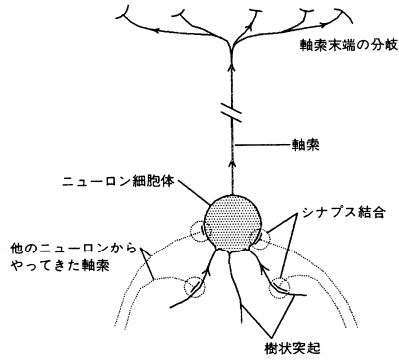 軸索末端の分岐
軸索
ニューロン細胞体
シナプス結合
他のニューロンから
やってきた軸索
樹状突起